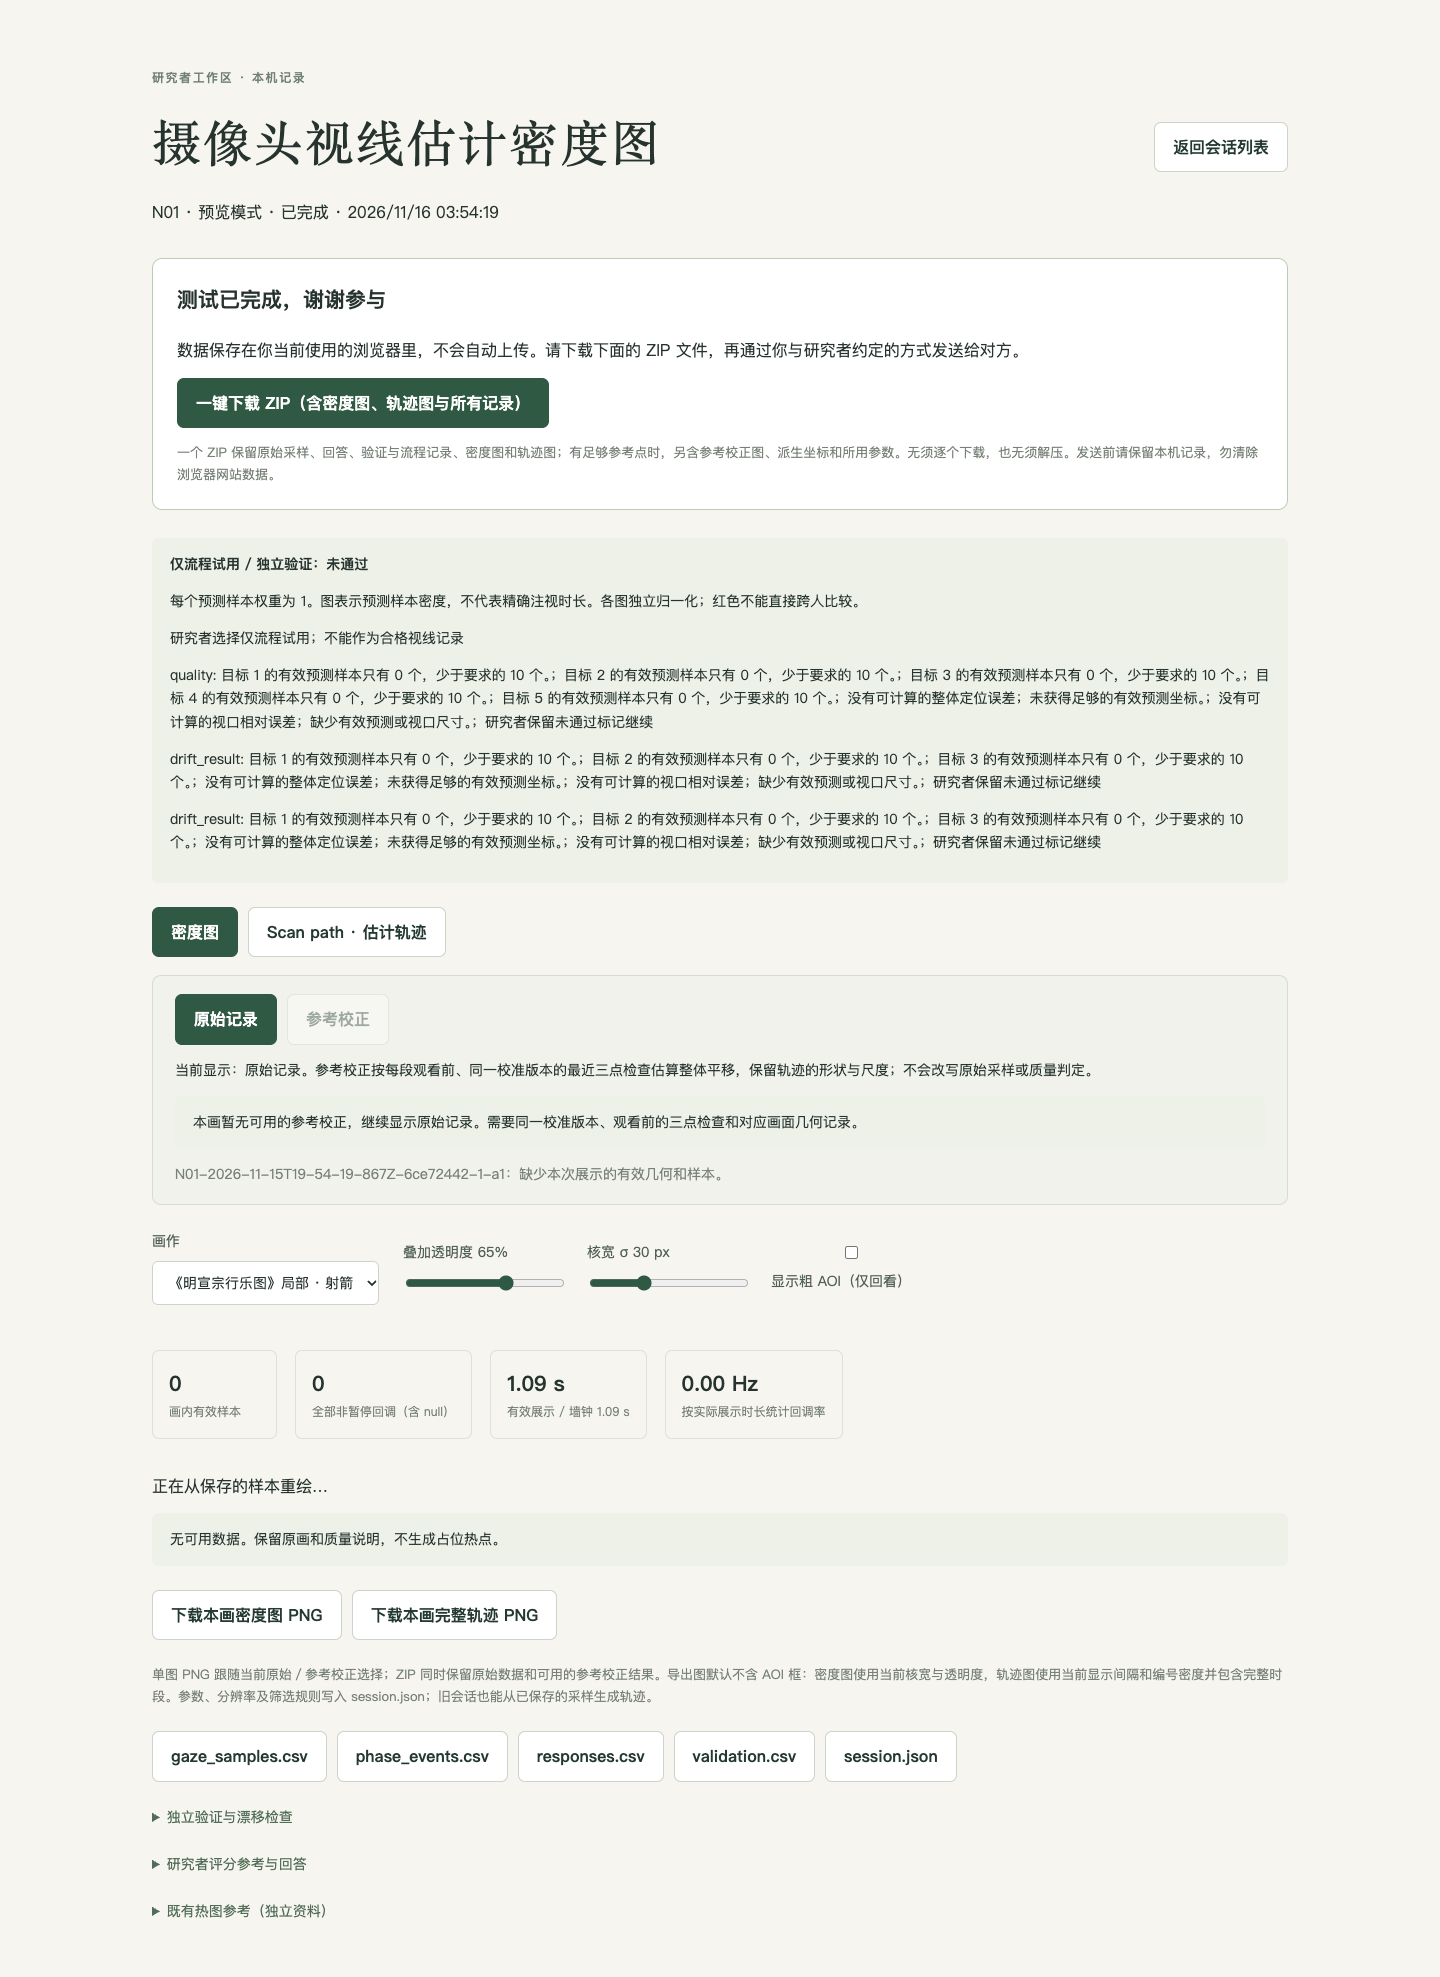 研究者工作区 · 本机记录
摄像头视线估计密度图
返回会话列表
N01 · 预览模式 · 已完成 · 2026/11/16 03:54:19
测试已完成，谢谢参与
数据保存在你当前使用的浏览器里，不会自动上传。请下载下面的 ZIP 文件，再通过你与研究者约定的方式发送给对方。
一键下载 ZIP（含密度图、轨迹图与所有记录）
一个 ZIP 保留原始采样、回答、验证与流程记录、密度图和轨迹图；有足够参考点时，另含参考校正图、派生坐标和所用参数。无须逐个下载，也无须解压。发送前请保留本机记录，勿清除
浏览器网站数据。
仅流程试用 / 独立验证：未通过
每个预测样本权重为 1。图表示预测样本密度，不代表精确注视时长。各图独立归一化；红色不能直接跨人比较。
研究者选择仅流程试用；不能作为合格视线记录
quality: 目标 1 的有效预测样本只有 0 个，少于要求的 10 个。；目标 2 的有效预测样本只有 0 个，少于要求的 10 个。；目标 3 的有效预测样本只有 0 个，少于要求的 10 个。；目
标 4 的有效预测样本只有 0 个，少于要求的 10 个。；目标 5 的有效预测样本只有 0 个，少于要求的 10 个。；没有可计算的整体定位误差；未获得足够的有效预测坐标。；没有可
计算的视口相对误差；缺少有效预测或视口尺寸。；研究者保留未通过标记继续
drift_result: 目标 1 的有效预测样本只有 0 个，少于要求的 10 个。；目标 2 的有效预测样本只有 0 个，少于要求的 10 个。；目标 3 的有效预测样本只有 0 个，少于要求的 10
个。；没有可计算的整体定位误差；未获得足够的有效预测坐标。；没有可计算的视口相对误差；缺少有效预测或视口尺寸。；研究者保留未通过标记继续
drift_result: 目标 1 的有效预测样本只有 0 个，少于要求的 10 个。；目标 2 的有效预测样本只有 0 个，少于要求的 10 个。；目标 3 的有效预测样本只有 0 个，少于要求的 10
个。；没有可计算的整体定位误差；未获得足够的有效预测坐标。；没有可计算的视口相对误差；缺少有效预测或视口尺寸。；研究者保留未通过标记继续
密度图
Scan path · 估计轨迹
原始记录
参考校正
当前显示：原始记录。参考校正按每段观看前、同一校准版本的最近三点检查估算整体平移，保留轨迹的形状与尺度；不会改写原始采样或质量判定。
本画暂无可用的参考校正，继续显示原始记录。需要同一校准版本、观看前的三点检查和对应画面几何记录。
N01-2026-11-15T19-54-19-867Z-6ce72442-1-a1：缺少本次展示的有效几何和样本。
画作
《明宣宗行乐图》局部 · 射箭
叠加透明度 65%
核宽 σ 30 px
显示粗 AOI（仅回看）
0
画内有效样本
0
全部非暂停回调（含 null）
1.09 s
有效展示 / 墙钟 1.09 s
0.00 Hz
按实际展示时长统计回调率
正在从保存的样本重绘…
无可用数据。保留原画和质量说明，不生成占位热点。
下载本画密度图 PNG
下载本画完整轨迹 PNG
单图 PNG 跟随当前原始 / 参考校正选择；ZIP 同时保留原始数据和可用的参考校正结果。导出图默认不含 AOI 框：密度图使用当前核宽与透明度，轨迹图使用当前显示间隔和编号密度并包含完整时
段。参数、分辨率及筛选规则写入 session.json；旧会话也能从已保存的采样生成轨迹。
gaze_samples.csv
phase_events.csv
responses.csv
validation.csv
session.json
独立验证与漂移检查
研究者评分参考与回答
既有热图参考（独立资料）